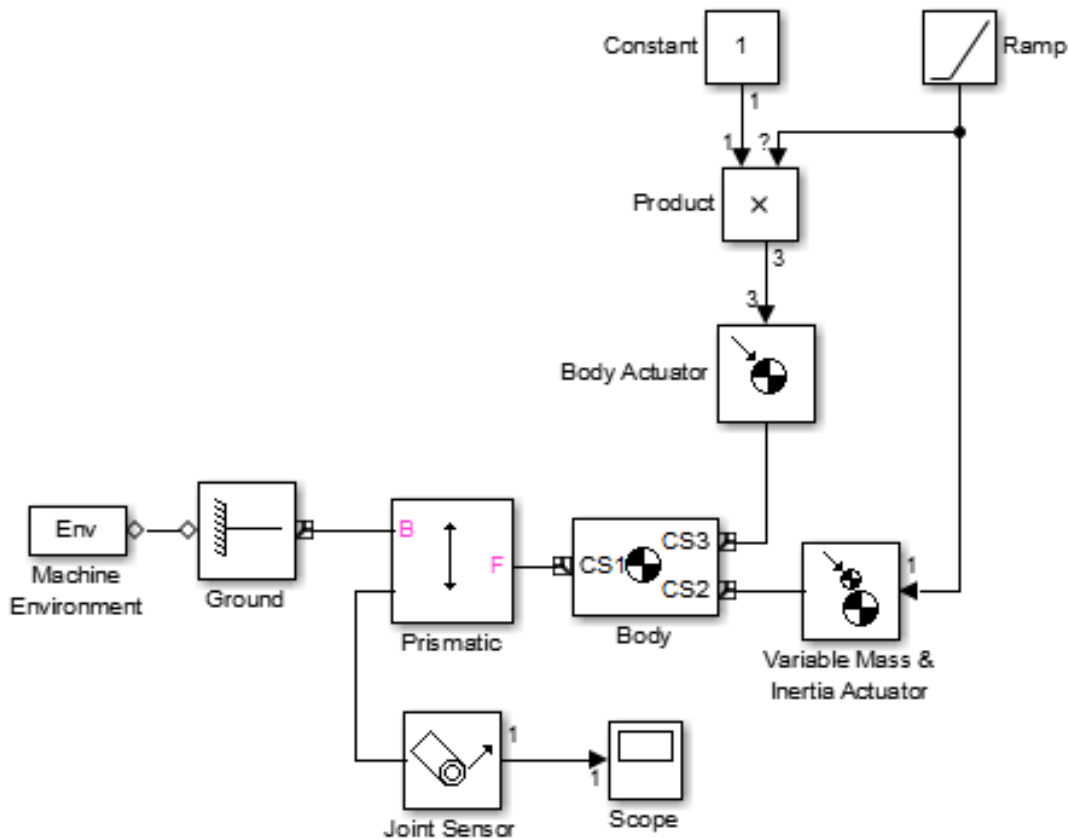 Constant
1
Ramp
1
1
?
Product
×
3
3
Body Actuator
Env
Machine
Environment
Ground
B
F
Prismatic
CS1
CS3
CS2
Body
1
Variable Mass &
Inertia Actuator
1
1
Joint Sensor
Scope